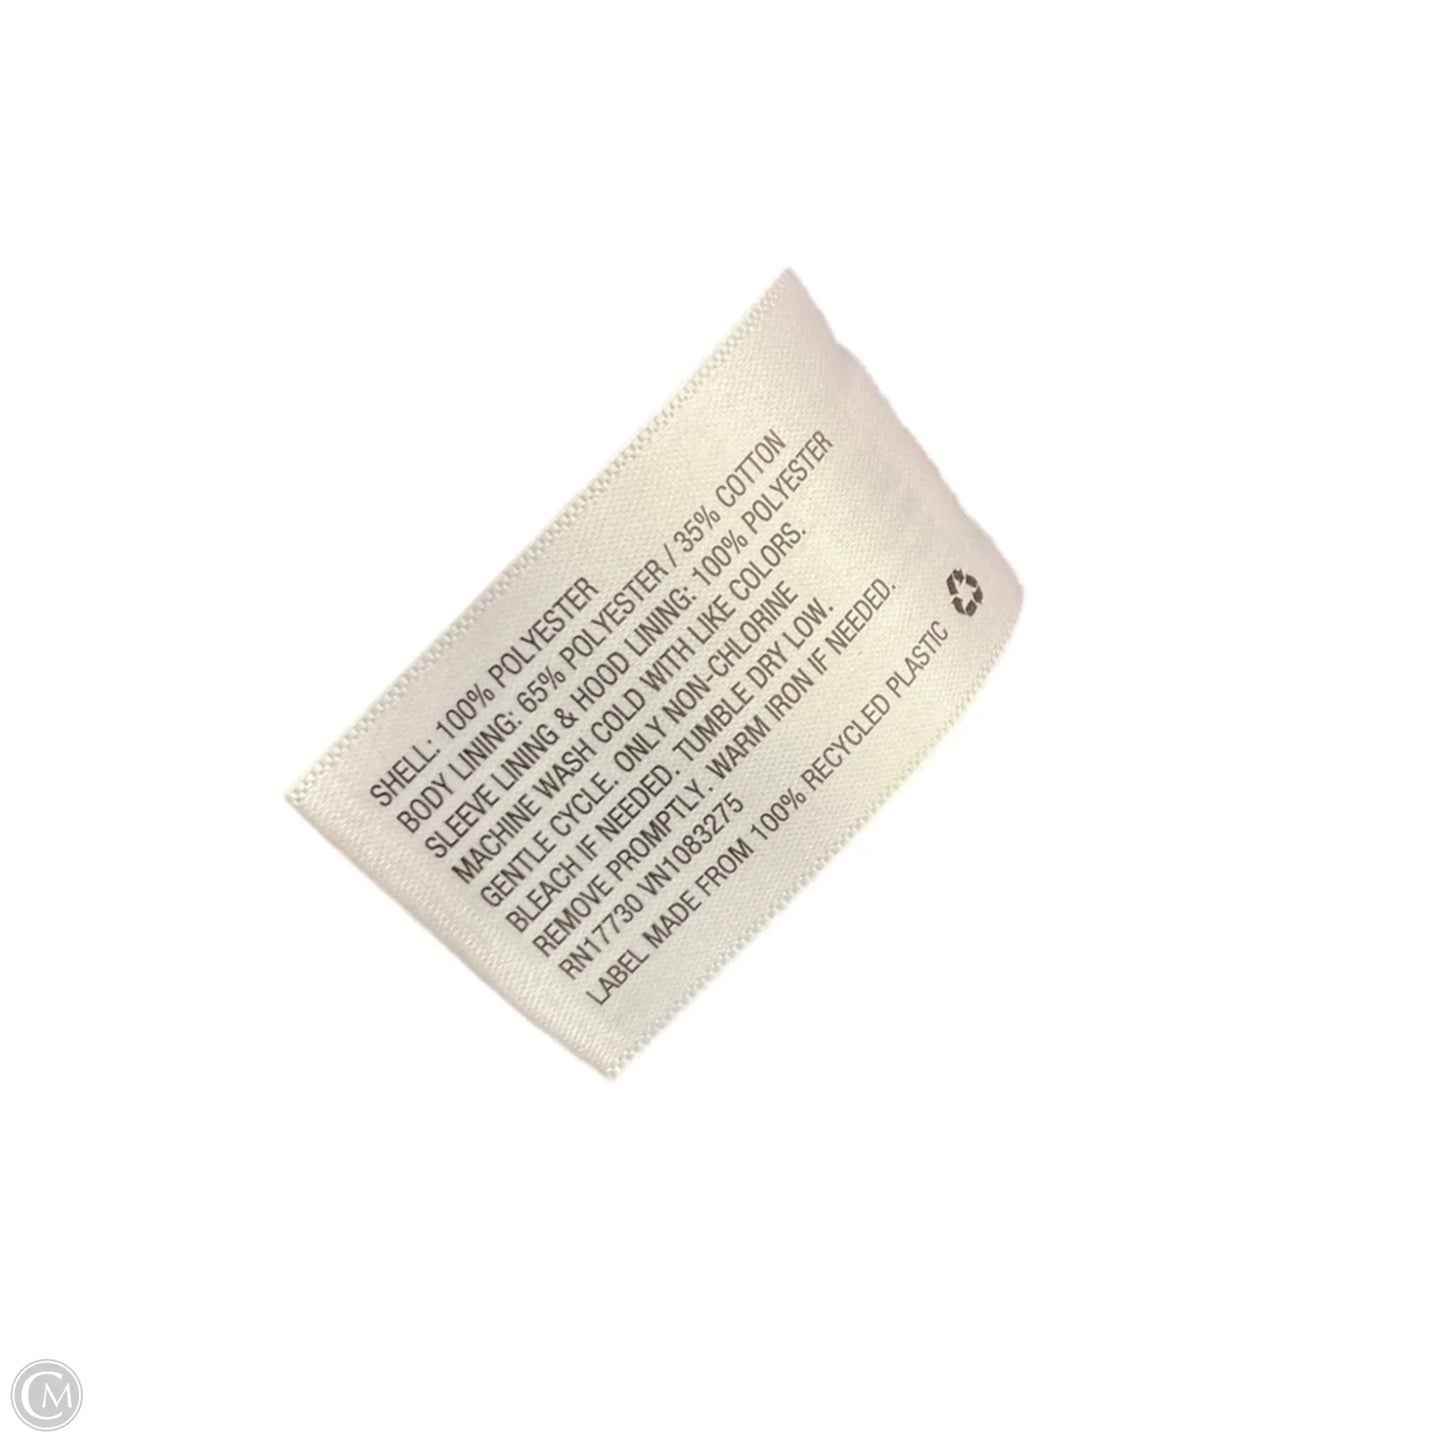 SHELL: 100% POLYESTER
BODY LINING: 65% POLYESTER / 35% COTTON
SLEEVE LINING & HOOD LINING: 100% POLYESTER
MACHINE WASH COLD WITH LIKE COLORS.
GENTLE CYCLE. ONLY NON-CHLORINE
BLEACH IF NEEDED. TUMBLE DRY LOW.
REMOVE PROMPTLY. WARM IRON IF NEEDED.
RN17730 VN1083275
LABEL MADE FROM 100% RECYCLED PLASTIC
CM